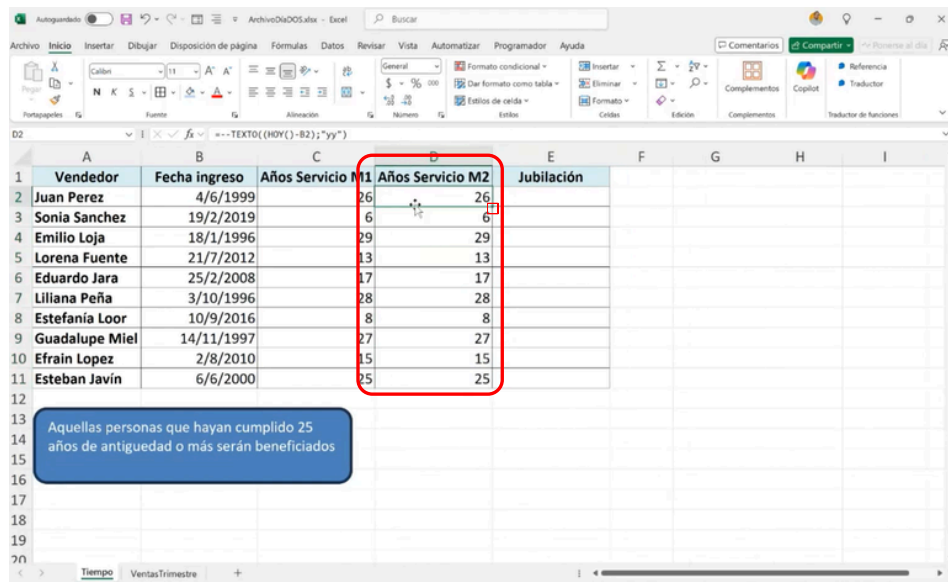 Autoguardado
ArchivoDíaDOS.xlsx - Excel
Buscar
Archivo Inicio Insertar Dibujar Disposición de página Fórmulas Datos Revisar Vista Automatizar Programador Ayuda
Comentarios Compartir Ponerse al día
Pegar
Calibri 11
N K S
General
$ % 000
Formato condicional
Dar formato como tabla
Estilos de celda
Insertar
Eliminar
Formato
Complementos
Copilot
Referencia
Traductor
Portapapeles Fuente Alineación Número Estilos Celdas Edición Complementos Traductor de funciones
D2 fx =--TEXTO((HOY()-B2);"yy")
A B C D E F G H I
1 Vendedor Fecha ingreso Años Servicio M1 Años Servicio M2 Jubilación
2 Juan Perez 4/6/1999 26 26
3 Sonia Sanchez 19/2/2019 6 6
4 Emilio Loja 18/1/1996 29 29
5 Lorena Fuente 21/7/2012 13 13
6 Eduardo Jara 25/2/2008 17 17
7 Liliana Peña 3/10/1996 28 28
8 Estefanía Loor 10/9/2016 8 8
9 Guadalupe Miel 14/11/1997 27 27
10 Efrain Lopez 2/8/2010 15 15
11 Esteban Javín 6/6/2000 25 25
12
13
14
15
16
17
18
19
20
Aquellas personas que hayan cumplido 25
años de antiguedad o más serán beneficiados
Tiempo VentasTrimestre +